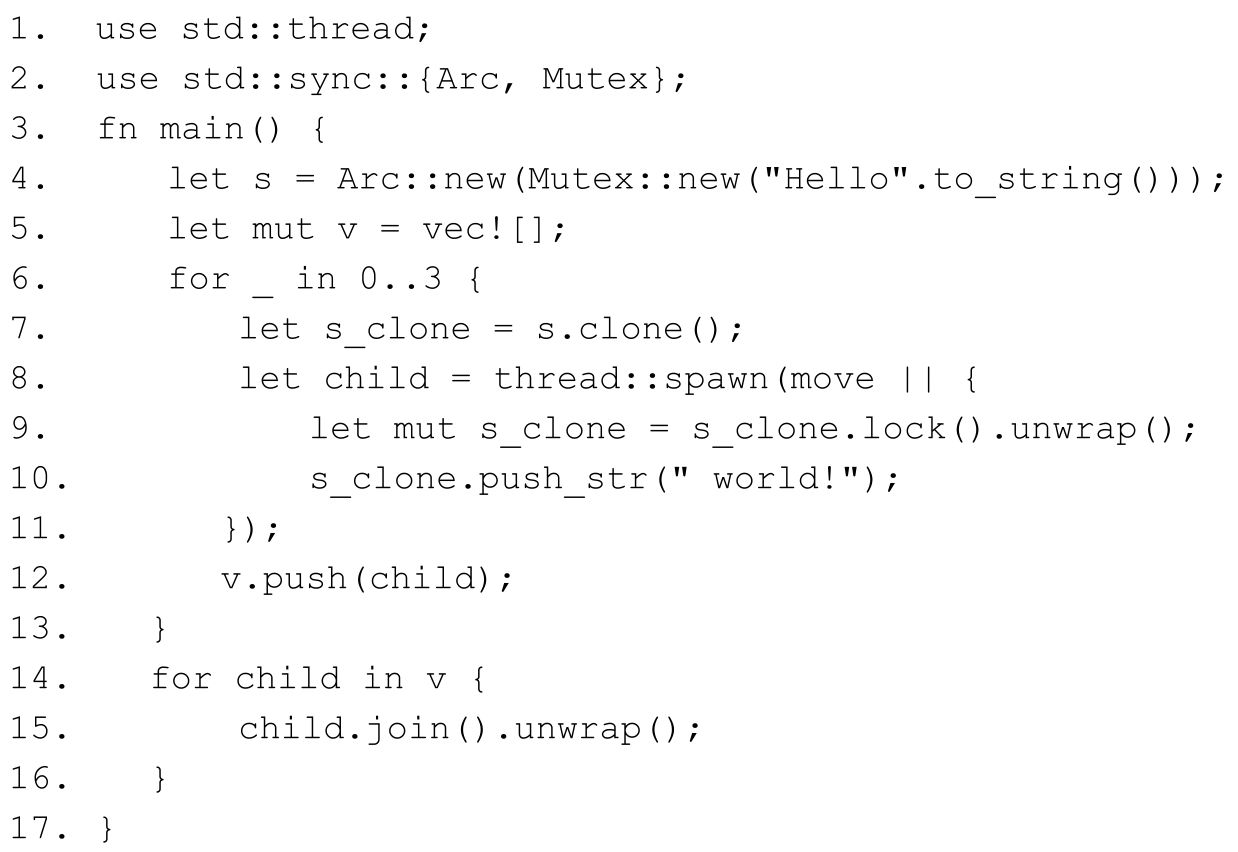 1. use std::thread;
2. use std::sync::{Arc, Mutex};
3. fn main() {
4. let s = Arc::new(Mutex::new("Hello".to_string()));
5. let mut v = vec![];
6. for _ in 0..3 {
7. let s_clone = s.clone();
8. let child = thread::spawn(move || {
9. let mut s_clone = s_clone.lock().unwrap();
10. s_clone.push_str(" world!");
11. });
12. v.push(child);
13. }
14. for child in v {
15. child.join().unwrap();
16. }
17. }